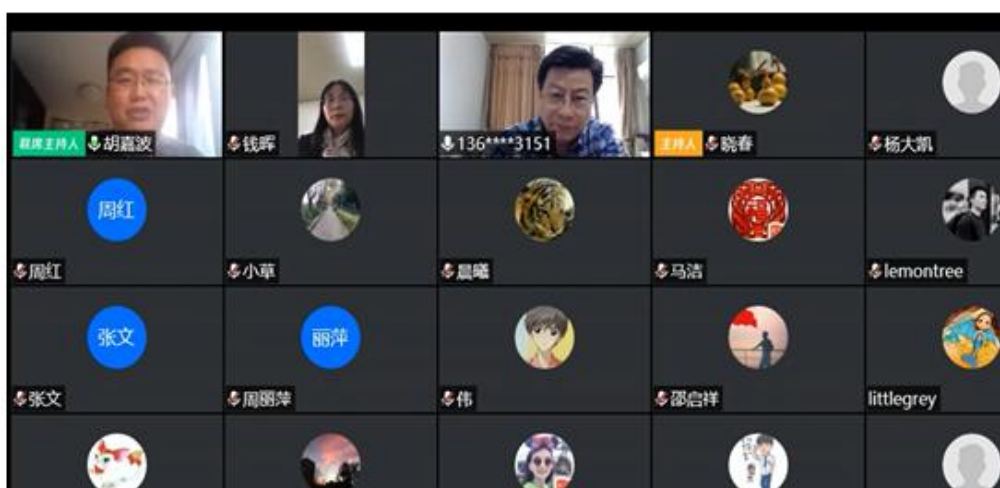 联席主持人 胡嘉波
钱晖
136****3151
主持人 晓春
杨大凯
周红
周红
小草
晨曦
马洁
lemontree
张文
丽萍
张文
周丽萍
伟
邵启祥
littlegrey